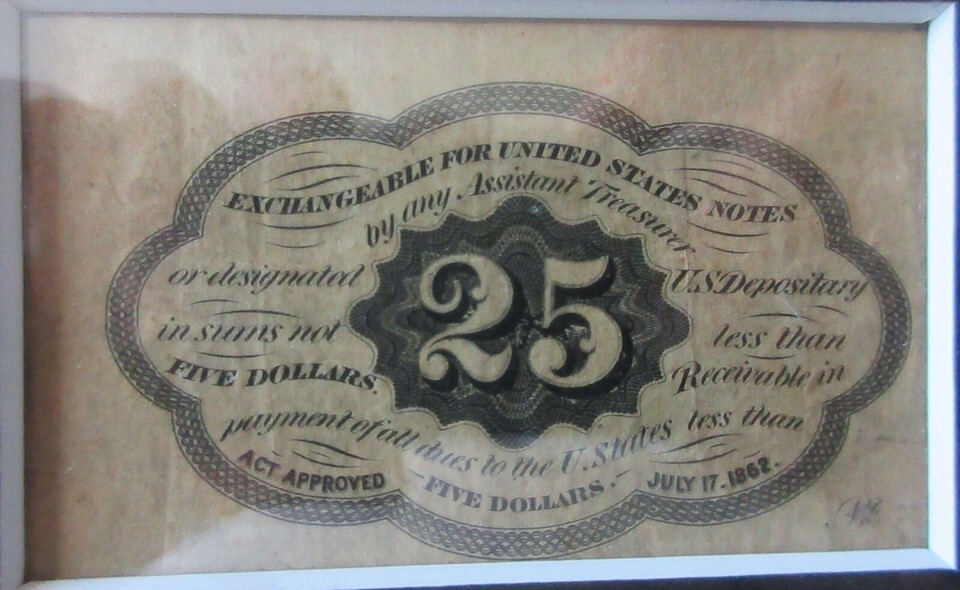 EXCHANGEABLE FOR UNITED STATES NOTES
by any Assistant Treasurer
or designated U.S.Depositary
25
in sums not less than
FIVE DOLLARS. Receivable in
payment of all dues to the U.States less than
FIVE DOLLARS.
ACT APPROVED JULY 17.1862.